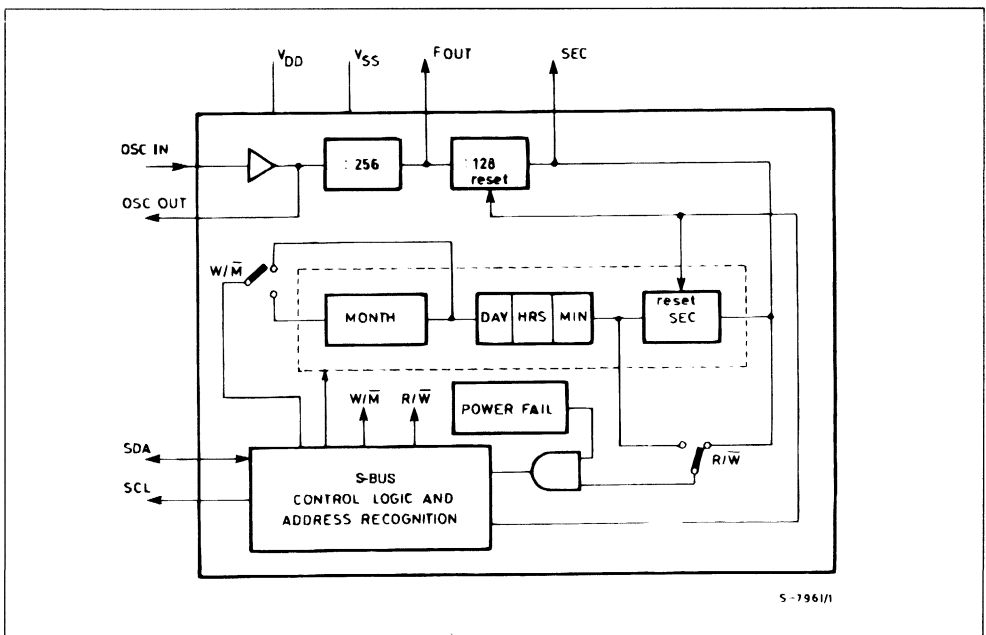 VDD
VSS
FOUT
SEC
OSC IN
: 256
: 128
reset
OSC OUT
W/M̅
MONTH
DAY
HRS
MIN
reset
SEC
W/M̅
R/W̅
POWER FAIL
R/W̅
SDA
SCL
S-BUS
CONTROL LOGIC AND
ADDRESS RECOGNITION
S-7961/1